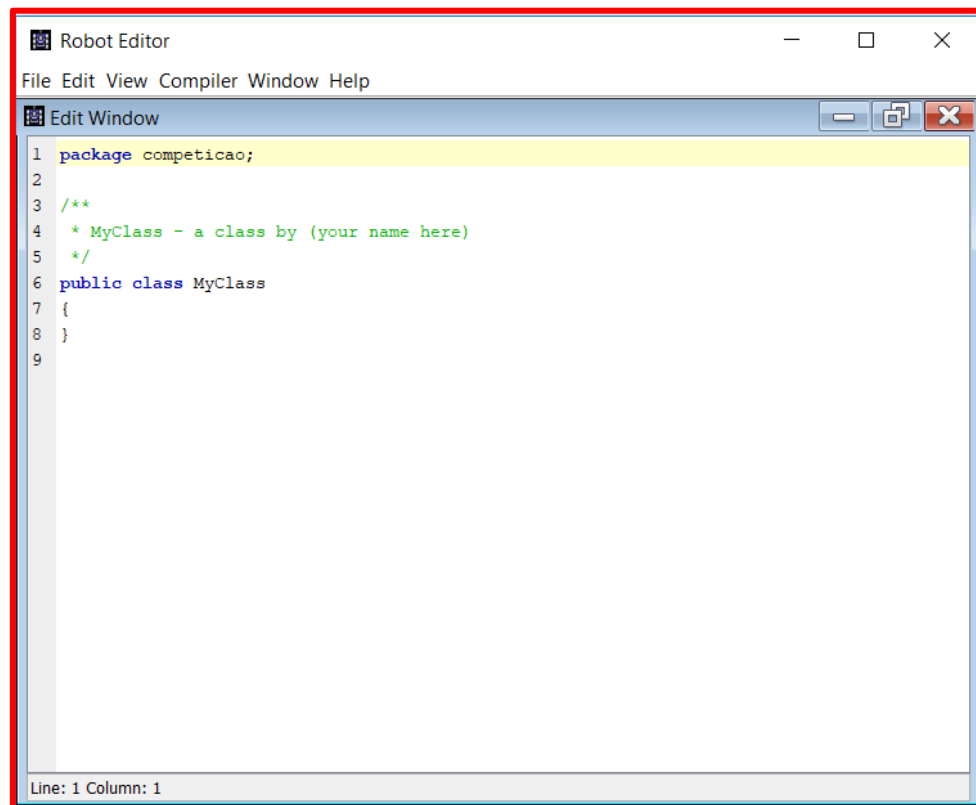 Robot Editor
File Edit View Compiler Window Help
Edit Window
1 package competicao;
2
3 /**
4  * MyClass - a class by (your name here)
5  */
6 public class MyClass
7 {
8 }
9
Line: 1 Column: 1